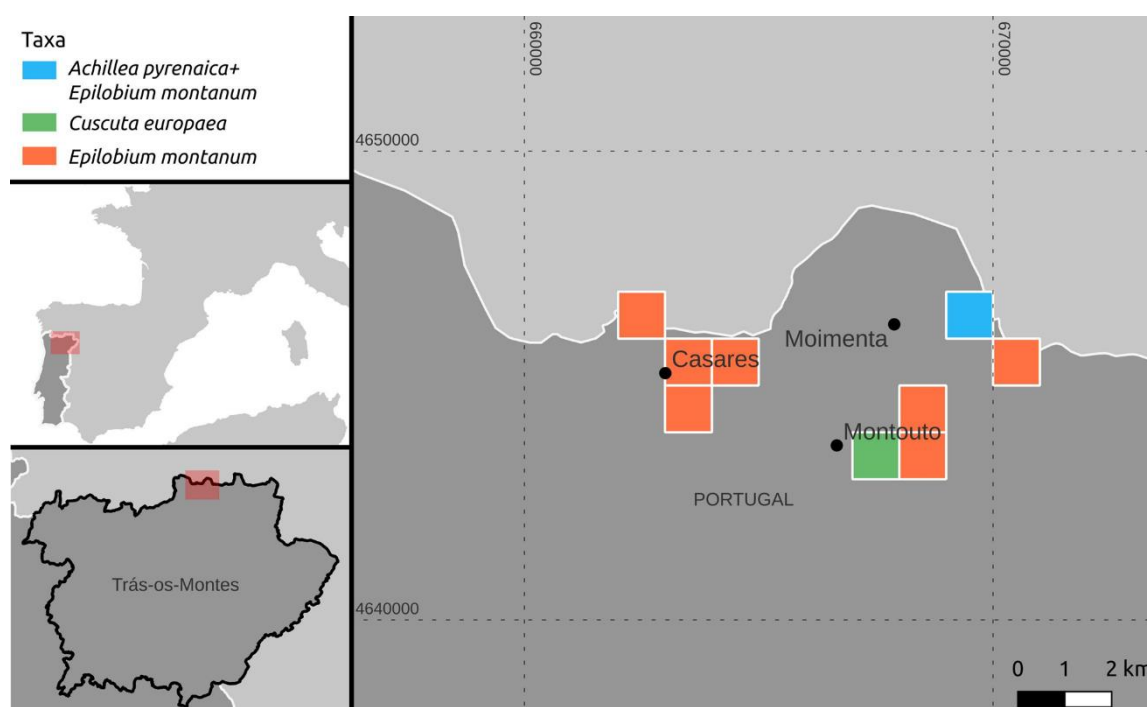 Taxa
Achillea pyrenaica+
Epilobium montanum
Cuscuta europaea
Epilobium montanum
Trás-os-Montes
660000
670000
4650000
Moimenta
Casares
Montouto
PORTUGAL
4640000
0 1 2 km